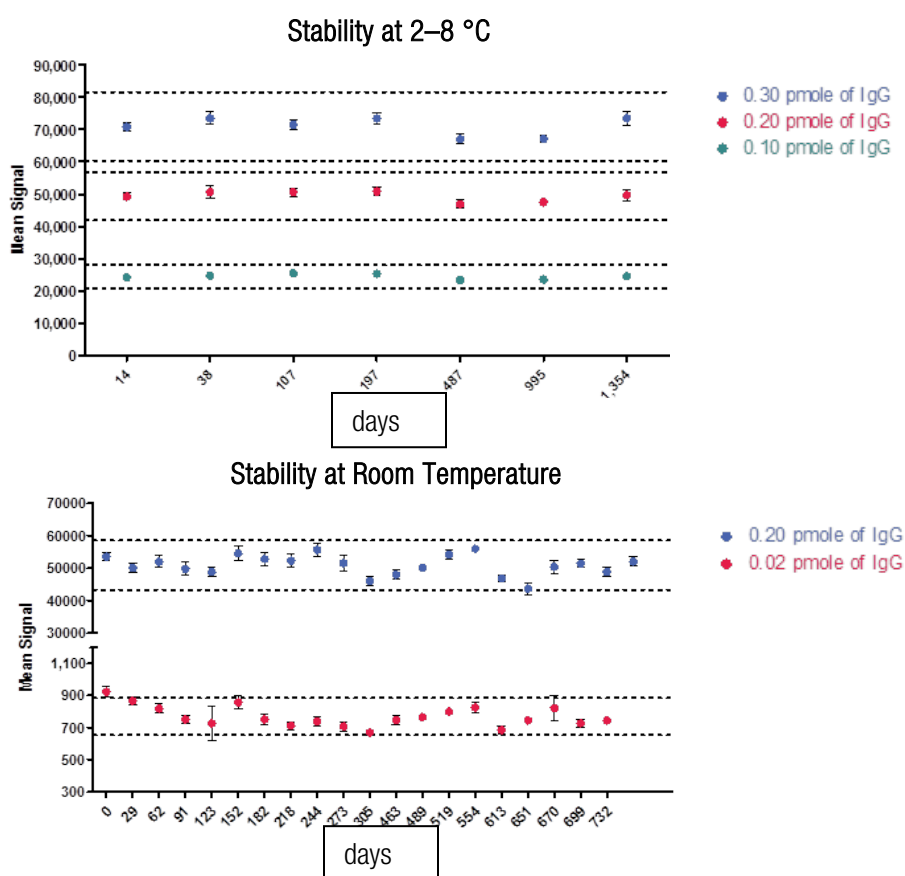 Stability at 2–8 °C
90,000
80,000
70,000
60,000
50,000
40,000
30,000
20,000
10,000
0
Mean Signal
0.30 pmole of IgG
0.20 pmole of IgG
0.10 pmole of IgG
14 38 107 197 487 995 1,354
days
Stability at Room Temperature
70000
60000
50000
40000
30000
1,100
900
700
500
300
Mean Signal
0.20 pmole of IgG
0.02 pmole of IgG
0 29 62 91 123 152 182 218 244 273 305 463 489 519 554 613 651 670 699 732
days